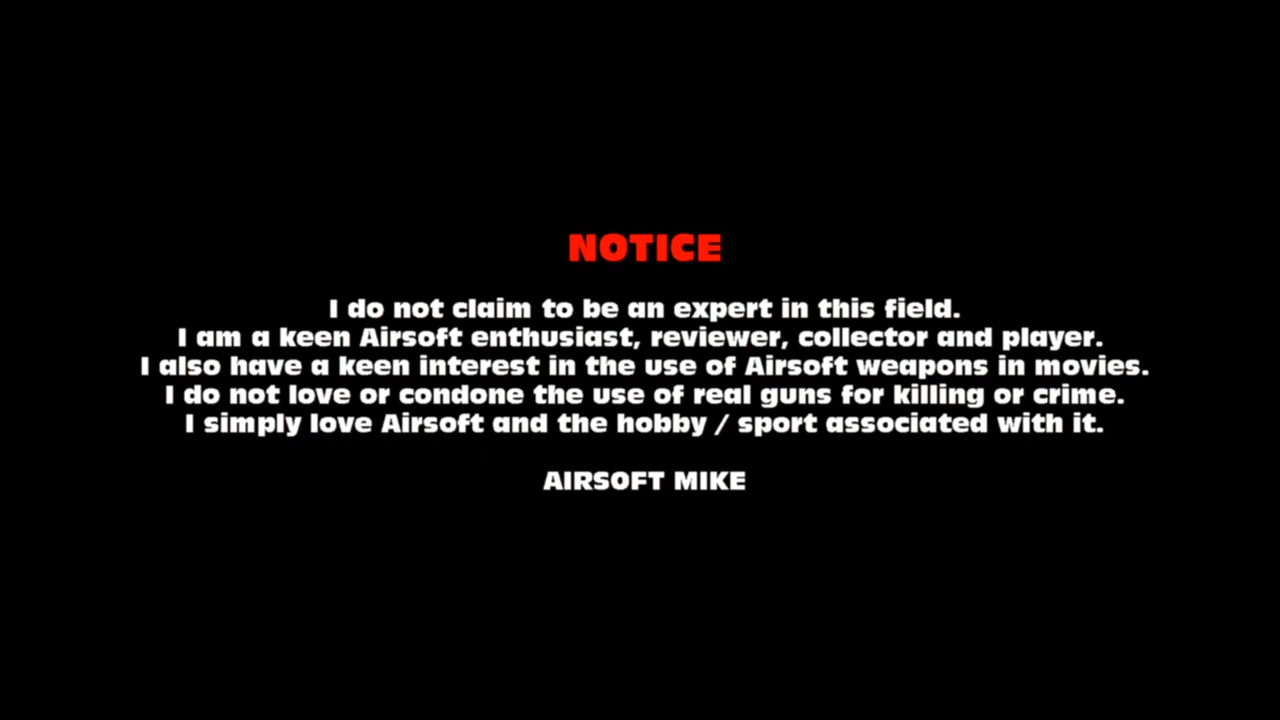 NOTICE
I do not claim to be an expert in this field.
I am a keen Airsoft enthusiast, reviewer, collector and player.
I also have a keen interest in the use of Airsoft weapons in movies.
I do not love or condone the use of real guns for killing or crime.
I simply love Airsoft and the hobby / sport associated with it.
AIRSOFT MIKE